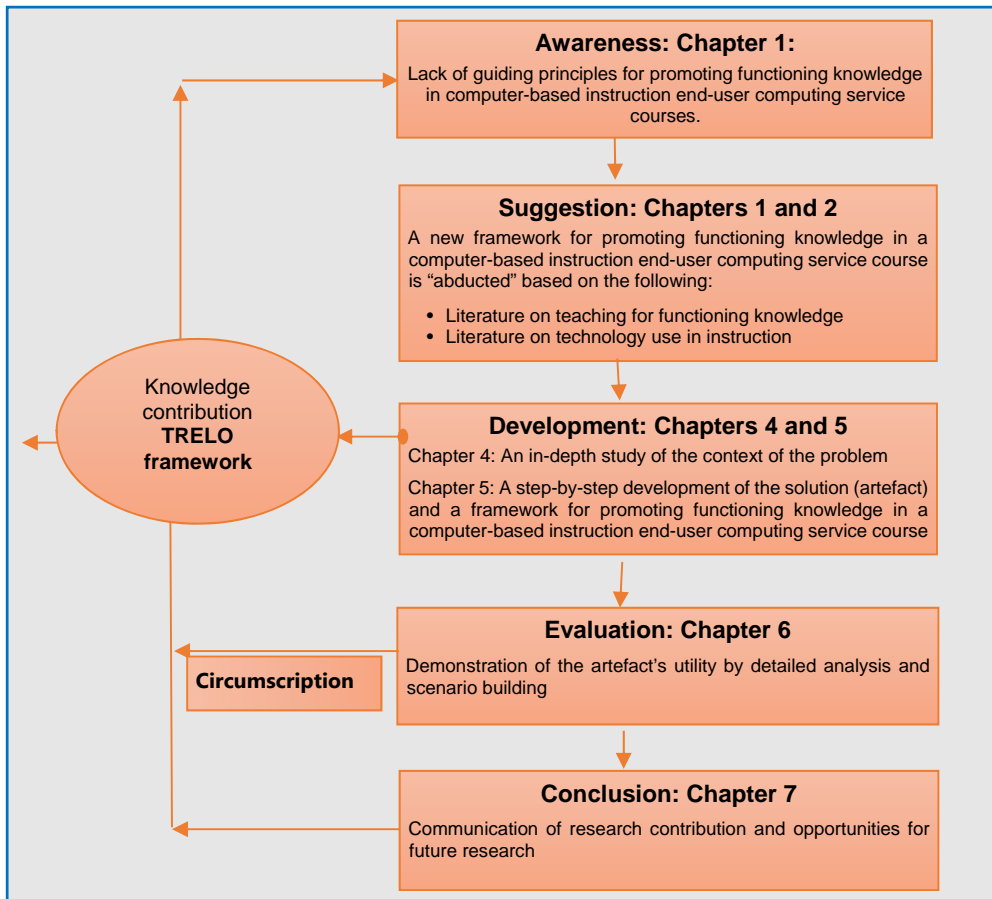 Awareness: Chapter 1:
Lack of guiding principles for promoting functioning knowledge
in computer-based instruction end-user computing service
courses.
Suggestion: Chapters 1 and 2
A new framework for promoting functioning knowledge in a
computer-based instruction end-user computing service course
is “abducted” based on the following:
• Literature on teaching for functioning knowledge
• Literature on technology use in instruction
Knowledge
contribution
TRELO
framework
Development: Chapters 4 and 5
Chapter 4: An in-depth study of the context of the problem
Chapter 5: A step-by-step development of the solution (artefact)
and a framework for promoting functioning knowledge in a
computer-based instruction end-user computing service course
Evaluation: Chapter 6
Demonstration of the artefact’s utility by detailed analysis and
scenario building
Circumscription
Conclusion: Chapter 7
Communication of research contribution and opportunities for
future research